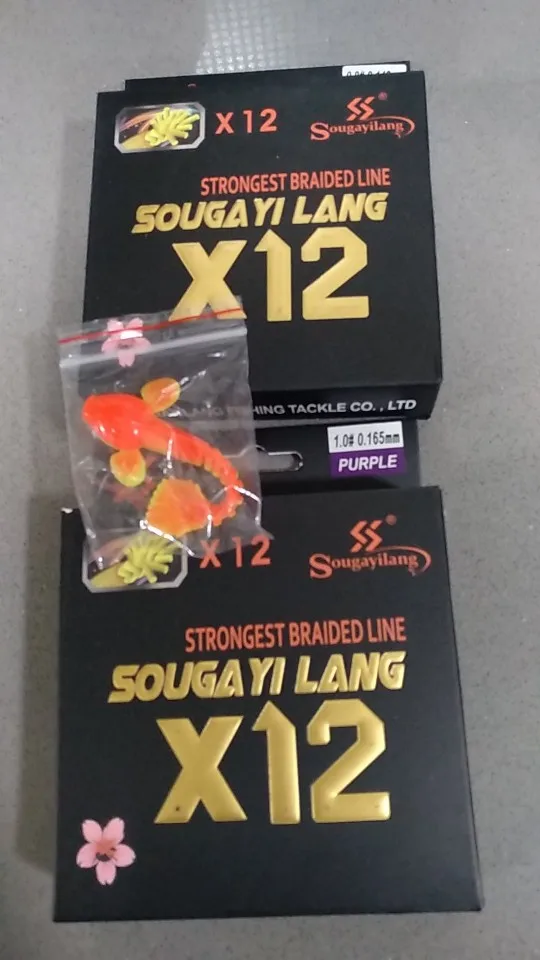 X12
Sougayilang®
STRONGEST BRAIDED LINE
SOUGAYI LANG
X12
FISHING TACKLE CO., LTD
1.0# 0.165mm
PURPLE
X12
Sougayilang®
STRONGEST BRAIDED LINE
SOUGAYI LANG
X12